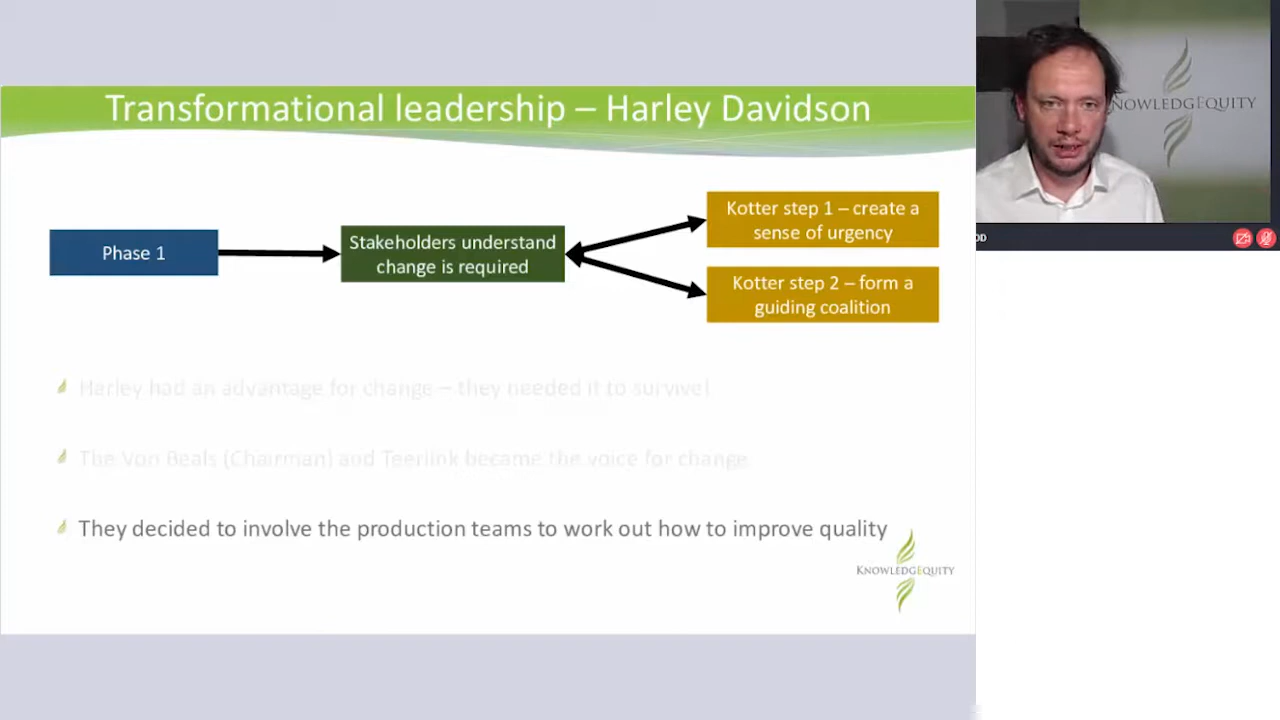 Transformational leadership – Harley Davidson
Phase 1
Stakeholders understand
change is required
Kotter step 1 – create a
sense of urgency
Kotter step 2 – form a
guiding coalition
Harley had an advantage for change – they needed it to survive!
The Von Beals (Chairman) and Teerlink became the voice for change
They decided to involve the production teams to work out how to improve quality
KNOWLEDGEQUITY
NOWLEDGEQUITY
OD